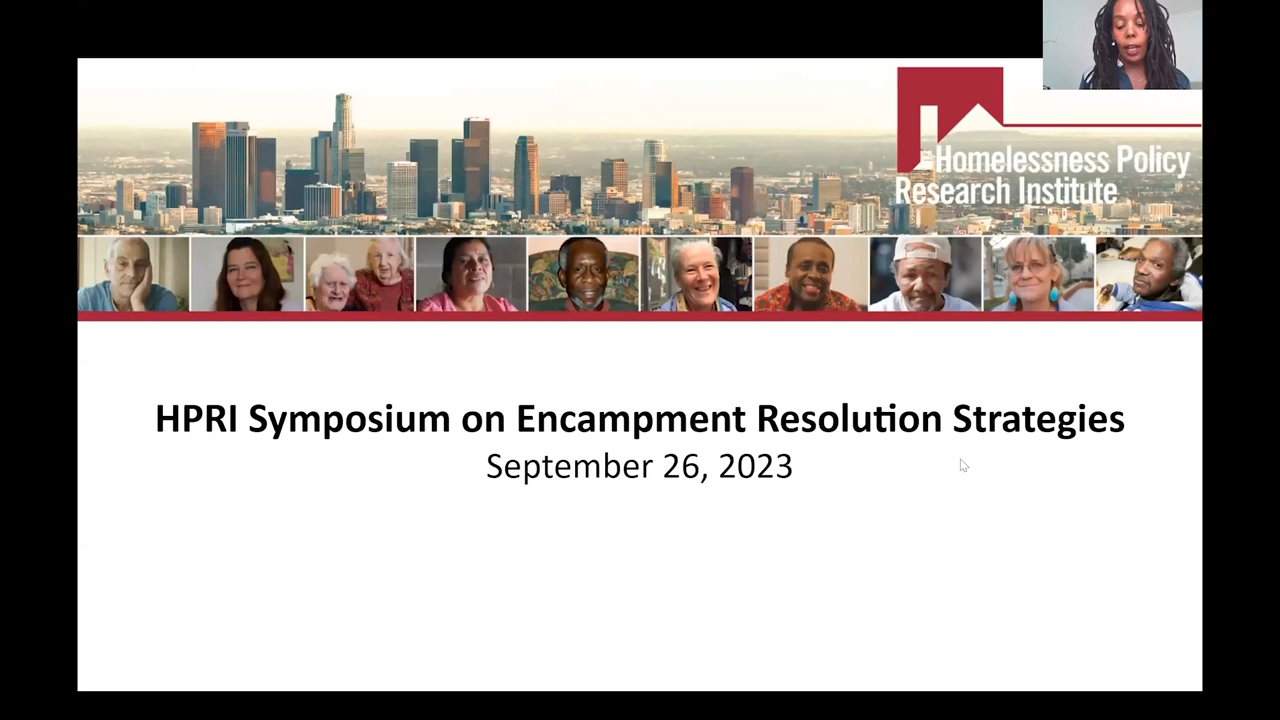 Homelessness Policy
Research Institute
HPRI Symposium on Encampment Resolution Strategies
September 26, 2023